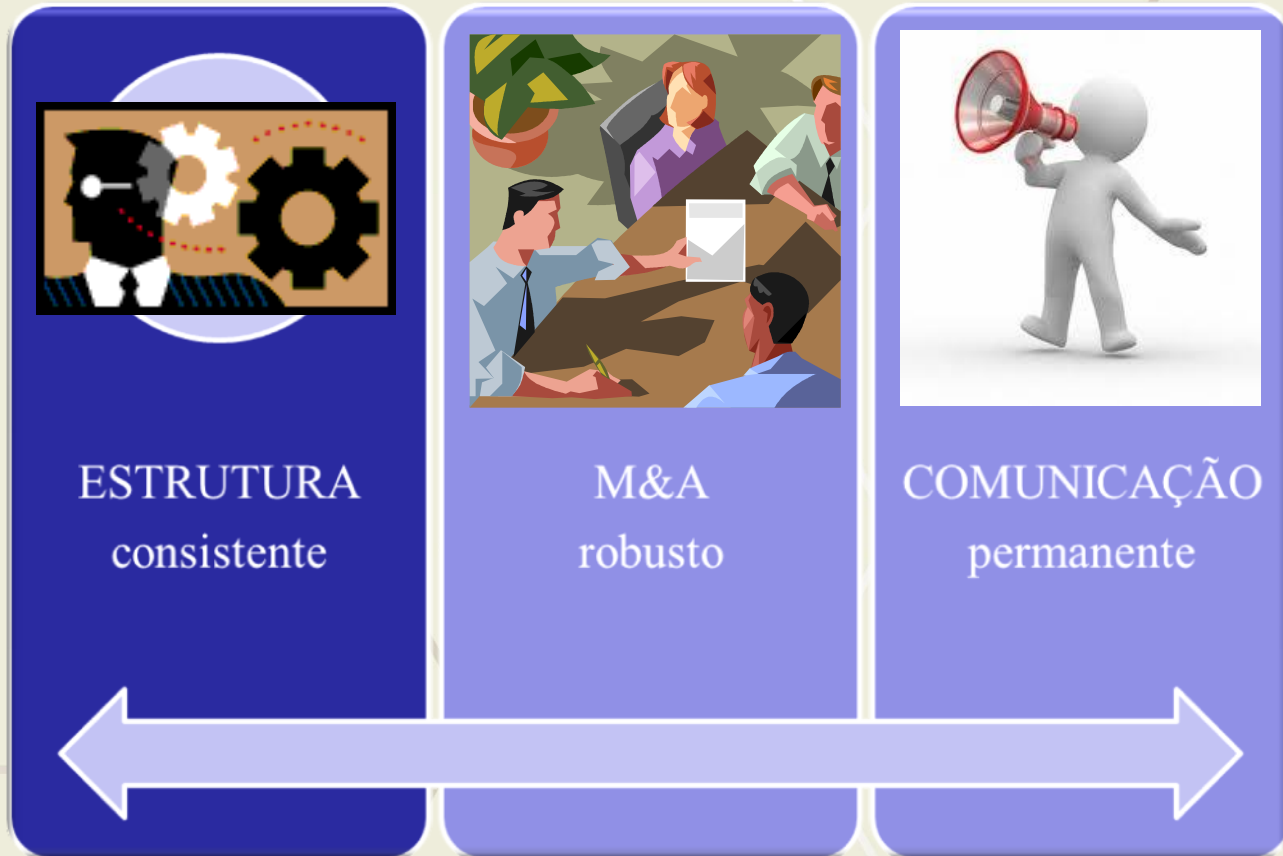 ESTRUTURA
consistente
M&A
robusto
COMUNICAÇÃO
permanente